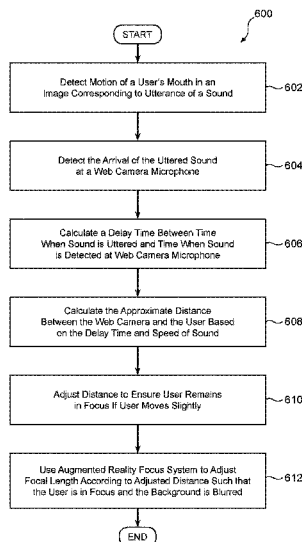 600
START
Detect Motion of a User's Mouth in an
Image Corresponding to Utterance of a Sound
602
Detect the Arrival of the Uttered Sound
at a Web Camera Microphone
604
Calculate a Delay Time Between Time
When Sound is Uttered and Time When Sound
is Detected at Web Camera Microphone
606
Calculate the Approximate Distance
Between the Web Camera and the User Based
on the Delay Time and Speed of Sound
608
Adjust Distance to Ensure User Remains
in Focus If User Moves Slightly
610
Use Augmented Reality Focus System to Adjust
Focal Length According to Adjusted Distance Such that
the User is in Focus and the Background is Blurred
612
END